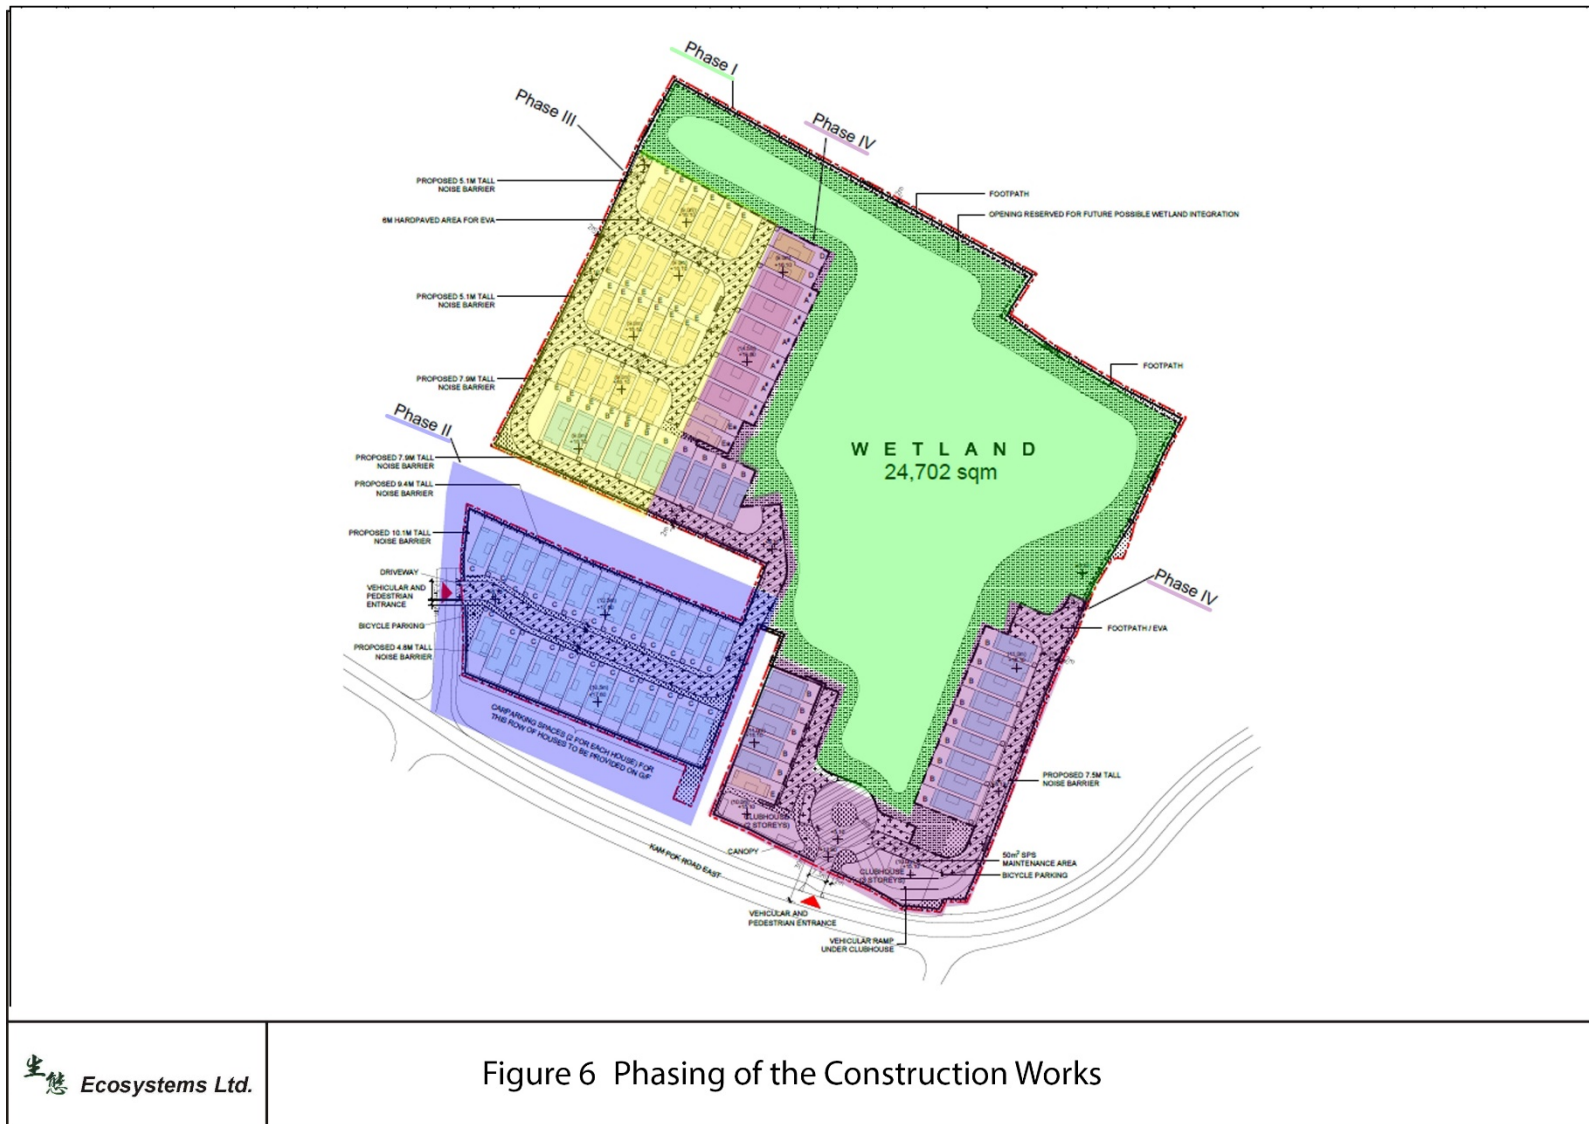 Phase I
Phase III
Phase IV
PROPOSED 5.1M TALL
NOISE BARRIER
6M HARDPAVED AREA FOR EVA
FOOTPATH
OPENING RESERVED FOR FUTURE POSSIBLE WETLAND INTEGRATION
PROPOSED 5.1M TALL
NOISE BARRIER
FOOTPATH
PROPOSED 7.9M TALL
NOISE BARRIER
Phase II
W E T L A N D
24,702 sqm
PROPOSED 7.9M TALL
NOISE BARRIER
PROPOSED 9.4M TALL
NOISE BARRIER
PROPOSED 10.1M TALL
NOISE BARRIER
DRIVEWAY
VEHICULAR AND
PEDESTRIAN
ENTRANCE
BICYCLE PARKING
PROPOSED 4.8M TALL
NOISE BARRIER
Phase IV
FOOTPATH / EVA
CARPARKING SPACES (2 FOR EACH HOUSE) FOR
THIS ROW OF HOUSES TO BE PROVIDED ON G/F
PROPOSED 7.5M TALL
NOISE BARRIER
CLUBHOUSE
(2 STOREYS)
CANOPY
KAM POK ROAD EAST
50m² SPS
MAINTENANCE AREA
BICYCLE PARKING
CLUBHOUSE
VEHICULAR AND
PEDESTRIAN ENTRANCE
VEHICULAR RAMP
UNDER CLUBHOUSE
生態 Ecosystems Ltd.
Figure 6 Phasing of the Construction Works